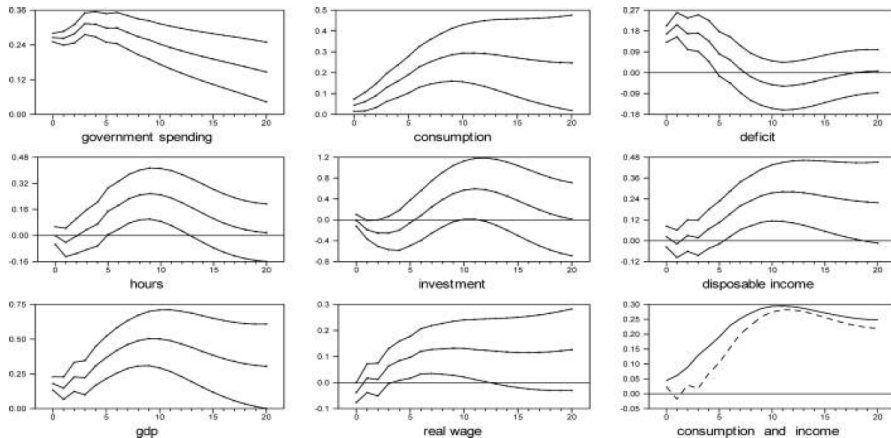 0.36
0.24
0.12
0.00
0 5 10 15 20
government spending
0.5
0.4
0.3
0.2
0.1
0.0
0 5 10 15 20
consumption
0.27
0.18
0.09
0.00
-0.09
-0.18
0 5 10 15 20
deficit
0.48
0.32
0.16
0.00
-0.16
0 5 10 15 20
hours
1.2
0.8
0.4
0.0
-0.4
-0.8
0 5 10 15 20
investment
0.48
0.36
0.24
0.12
0.00
-0.12
0 5 10 15 20
disposable income
0.75
0.50
0.25
0.00
0 5 10 15 20
gdp
0.3
0.2
0.1
0.0
-0.1
0 5 10 15 20
real wage
0.30
0.25
0.20
0.15
0.10
0.05
0.00
-0.05
0 5 10 15 20
consumption and income